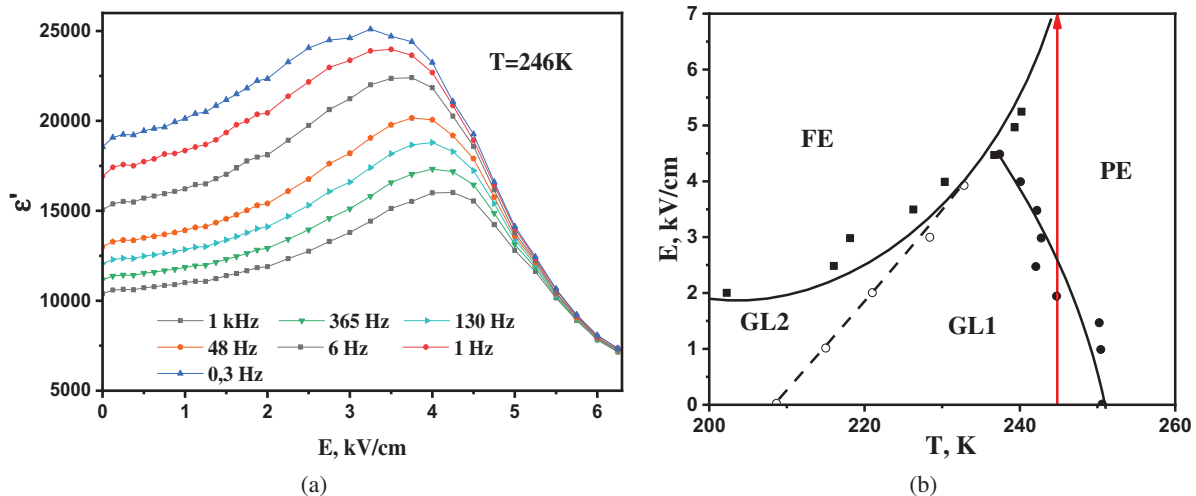 25000
20000
15000
10000
5000
ε'
T=246K
1 kHz 365 Hz 130 Hz
48 Hz 6 Hz 1 Hz
0,3 Hz
0 1 2 3 4 5 6
E, kV/cm
(a)
7
6
5
4
3
2
1
0
E, kV/cm
FE
PE
GL2
GL1
200 220 240 260
T, K
(b)